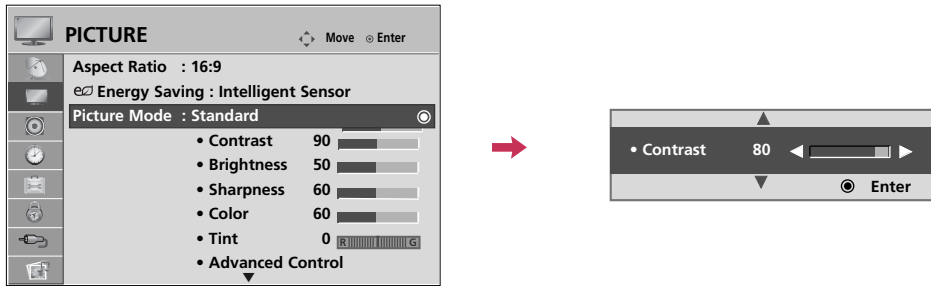 PICTURE
Move Enter
Aspect Ratio : 16:9
Energy Saving : Intelligent Sensor
Picture Mode : Standard
• Contrast 90
• Brightness 50
• Sharpness 60
• Color 60
• Tint 0 R G
• Advanced Control
• Contrast 80
Enter